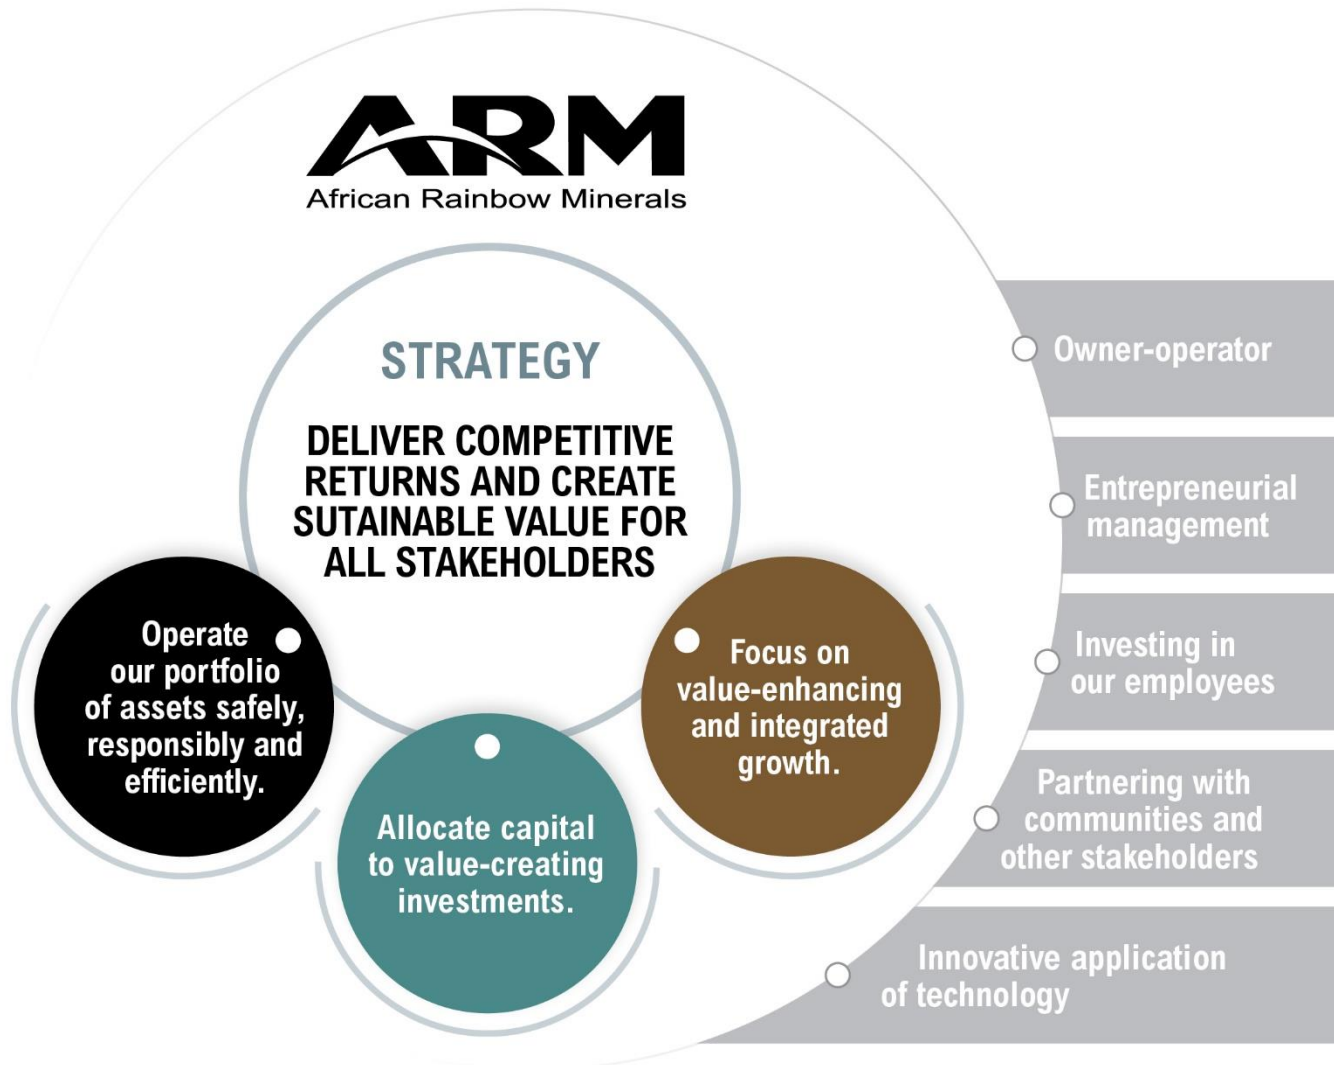 ARM
African Rainbow Minerals
STRATEGY
DELIVER COMPETITIVE
RETURNS AND CREATE
SUTAINABLE VALUE FOR
ALL STAKEHOLDERS
Operate
our portfolio
of assets safely,
responsibly and
efficiently.
Allocate capital
to value-creating
investments.
Focus on
value-enhancing
and integrated
growth.
Owner-operator
Entrepreneurial
management
Investing in
our employees
Partnering with
communities and
other stakeholders
Innovative application
of technology